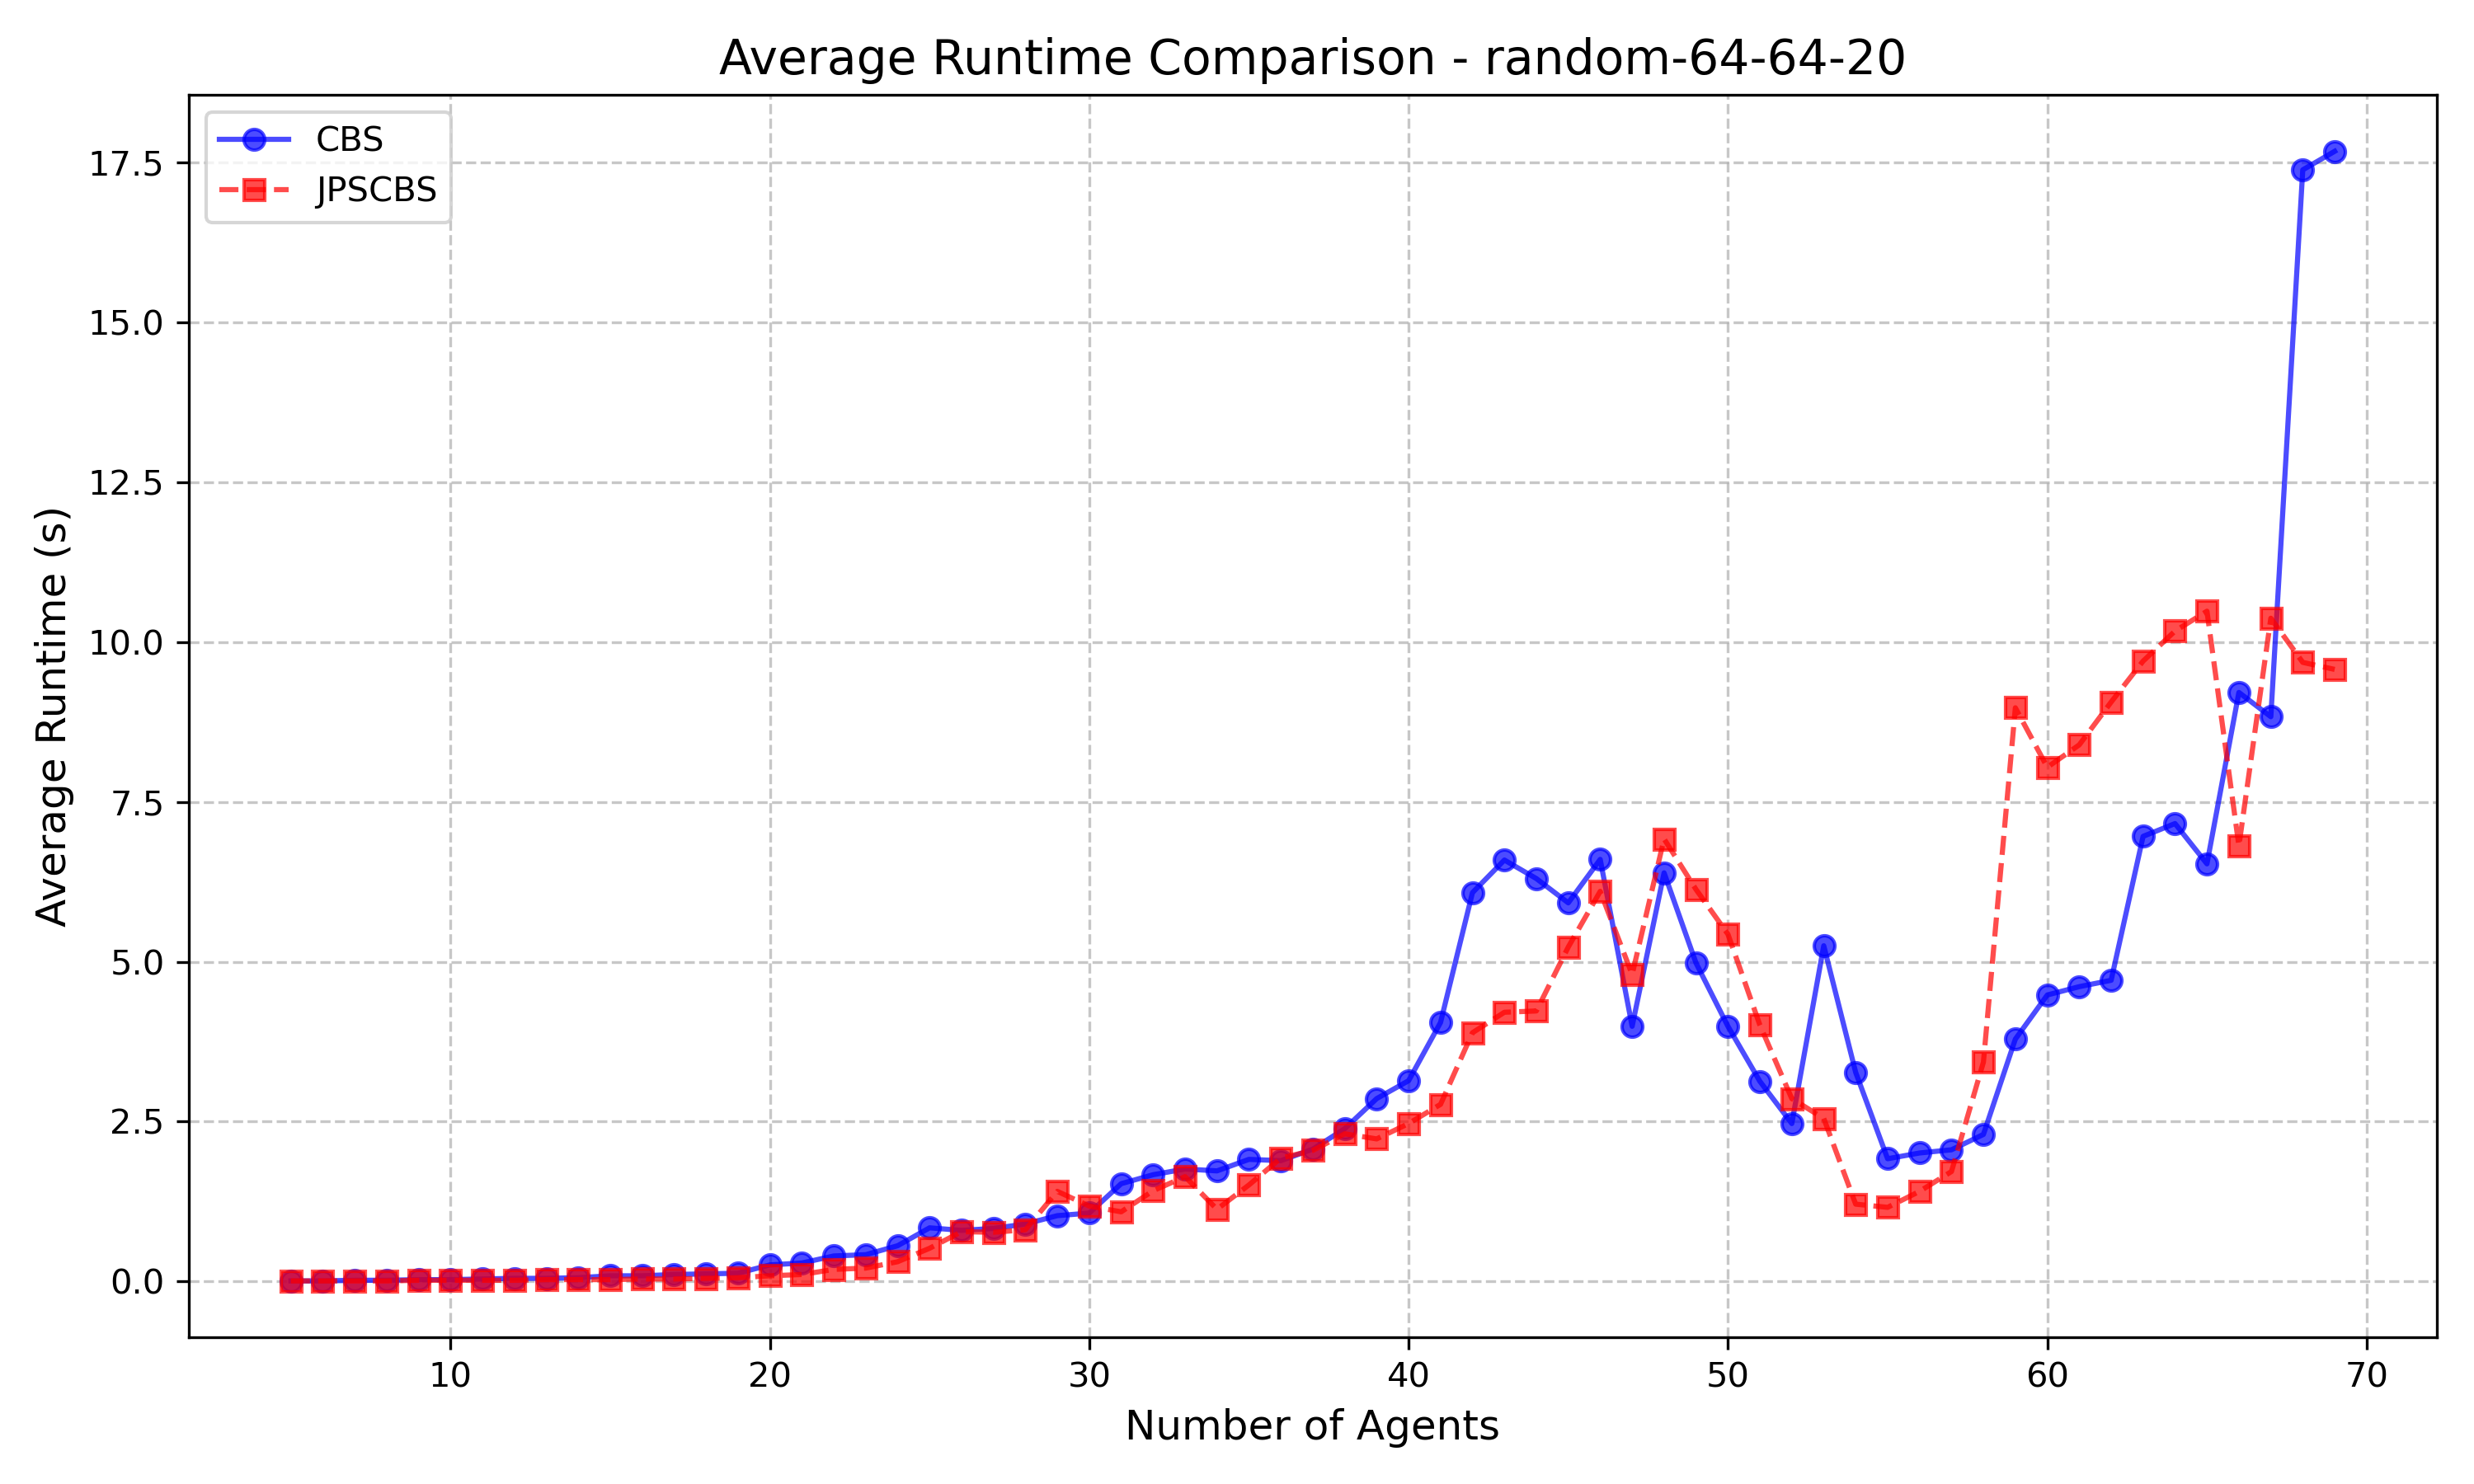 Average Runtime Comparison - random-64-64-20
CBS
JPSCBS
17.5
15.0
12.5
10.0
7.5
5.0
2.5
0.0
Average Runtime (s)
10 20 30 40 50 60 70
Number of Agents